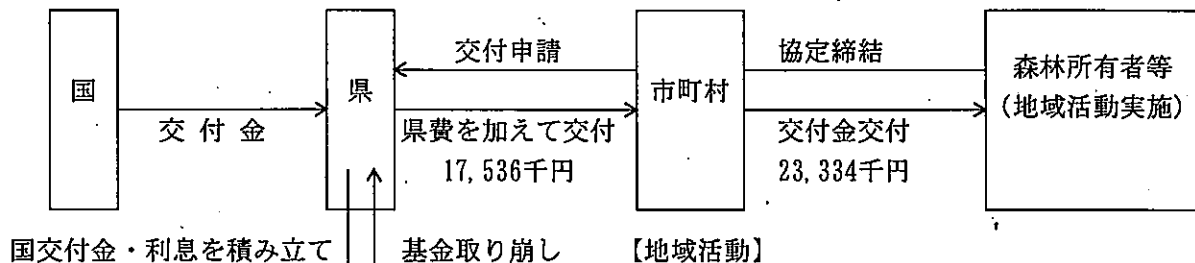 国
交付金
県
交付申請
県費を加えて交付
17,536千円
市町村
協定締結
交付金交付
23,334千円
森林所有者等
(地域活動実施)
国交付金・利息を積み立て
基金取り崩し
【地域活動】